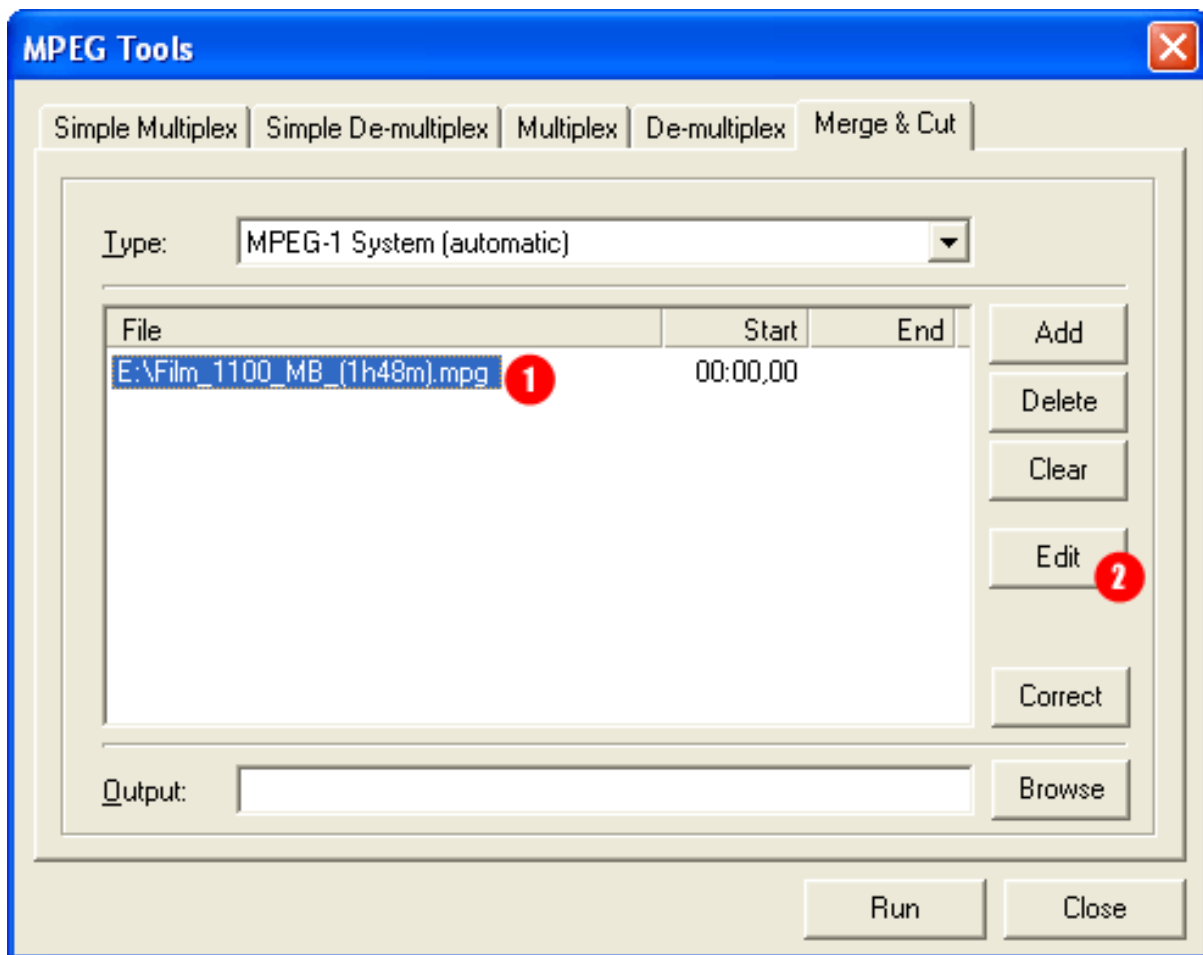 MPEG Tools
Simple Multiplex Simple De-multiplex Multiplex De-multiplex Merge & Cut
Type: MPEG-1 System (automatic)
File Start End
E:\Film_1100_MB_(1h48m).mpg 1 00:00,00
Add
Delete
Clear
Edit 2
Correct
Output: Browse
Run Close